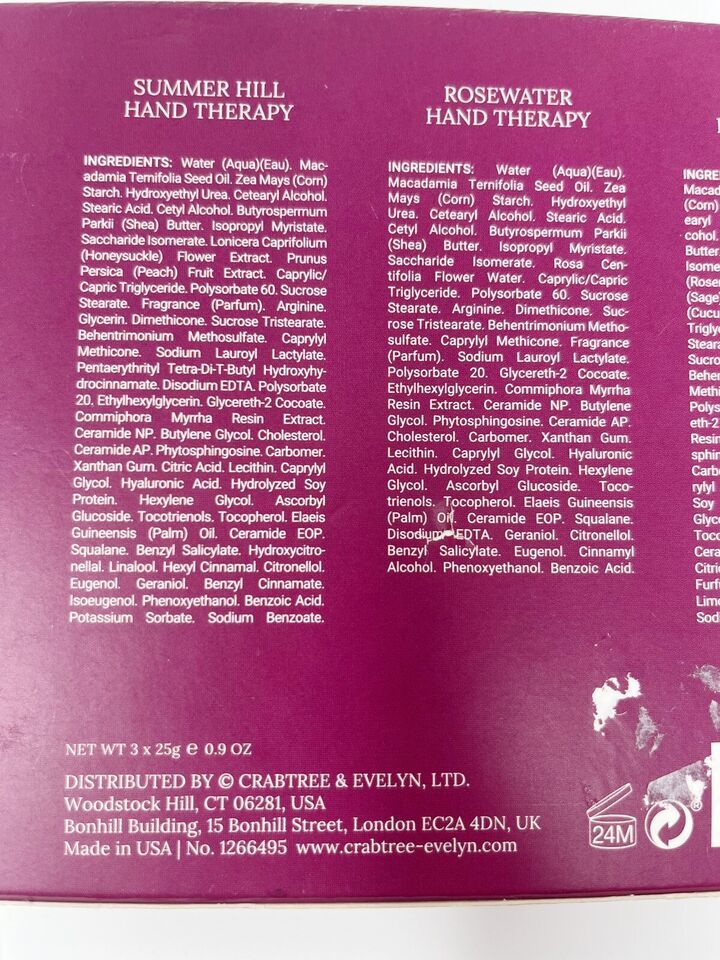 SUMMER HILL
HAND THERAPY
INGREDIENTS: Water (Aqua)(Eau). Mac-
adamia Ternifolia Seed Oil. Zea Mays (Corn)
Starch. Hydroxyethyl Urea. Cetearyl Alcohol.
Stearic Acid. Cetyl Alcohol. Butyrospermum
Parkii (Shea) Butter. Isopropyl Myristate.
Saccharide Isomerate. Lonicera Caprifolium
(Honeysuckle) Flower Extract. Prunus
Persica (Peach) Fruit Extract. Caprylic/
Capric Triglyceride. Polysorbate 60. Sucrose
Stearate. Fragrance (Parfum). Arginine.
Glycerin. Dimethicone. Sucrose Tristearate.
Behentrimonium Methosulfate. Caprylyl
Methicone. Sodium Lauroyl Lactylate.
Pentaerythrityl Tetra-Di-T-Butyl Hydroxyhy-
drocinnamate. Disodium EDTA. Polysorbate
20. Ethylhexylglycerin. Glycereth-2 Cocoate.
Commiphora Myrrha Resin Extract.
Ceramide NP. Butylene Glycol. Cholesterol.
Ceramide AP. Phytosphingosine. Carbomer.
Xanthan Gum. Citric Acid. Lecithin. Caprylyl
Glycol. Hyaluronic Acid. Hydrolyzed Soy
Protein. Hexylene Glycol. Ascorbyl
Glucoside. Tocotrienols. Tocopherol. Elaeis
Guineensis (Palm) Oil. Ceramide EOP.
Squalane. Benzyl Salicylate. Hydroxycitro-
nellal. Linalool. Hexyl Cinnamal. Citronellol.
Eugenol. Geraniol. Benzyl Cinnamate.
Isoeugenol. Phenoxyethanol. Benzoic Acid.
Potassium Sorbate. Sodium Benzoate.
ROSEWATER
HAND THERAPY
INGREDIENTS: Water (Aqua)(Eau).
Macadamia Ternifolia Seed Oil. Zea
Mays (Corn) Starch. Hydroxyethyl
Urea. Cetearyl Alcohol. Stearic Acid.
Cetyl Alcohol. Butyrospermum Parkii
(Shea) Butter. Isopropyl Myristate.
Saccharide Isomerate. Rosa Cen-
tifolia Flower Water. Caprylic/Capric
Triglyceride. Polysorbate 60. Sucrose
Stearate. Arginine. Dimethicone. Suc-
rose Tristearate. Behentrimonium Metho-
sulfate. Caprylyl Methicone. Fragrance
(Parfum). Sodium Lauroyl Lactylate.
Polysorbate 20. Glycereth-2 Cocoate.
Ethylhexylglycerin. Commiphora Myrrha
Resin Extract. Ceramide NP. Butylene
Glycol. Phytosphingosine. Ceramide AP.
Cholesterol. Carbomer. Xanthan Gum.
Lecithin. Caprylyl Glycol. Hyaluronic
Acid. Hydrolyzed Soy Protein. Hexylene
Glycol. Ascorbyl Glucoside. Toco-
trienols. Tocopherol. Elaeis Guineensis
(Palm) Oil. Ceramide EOP. Squalane.
Disodium EDTA. Geraniol. Citronellol.
Benzyl Salicylate. Eugenol. Cinnamyl
Alcohol. Phenoxyethanol. Benzoic Acid.
NET WT 3 x 25g ℮ 0.9 OZ
DISTRIBUTED BY © CRABTREE & EVELYN, LTD.
Woodstock Hill, CT 06281, USA
Bonhill Building, 15 Bonhill Street, London EC2A 4DN, UK
Made in USA | No. 1266495 www.crabtree-evelyn.com
24M
®